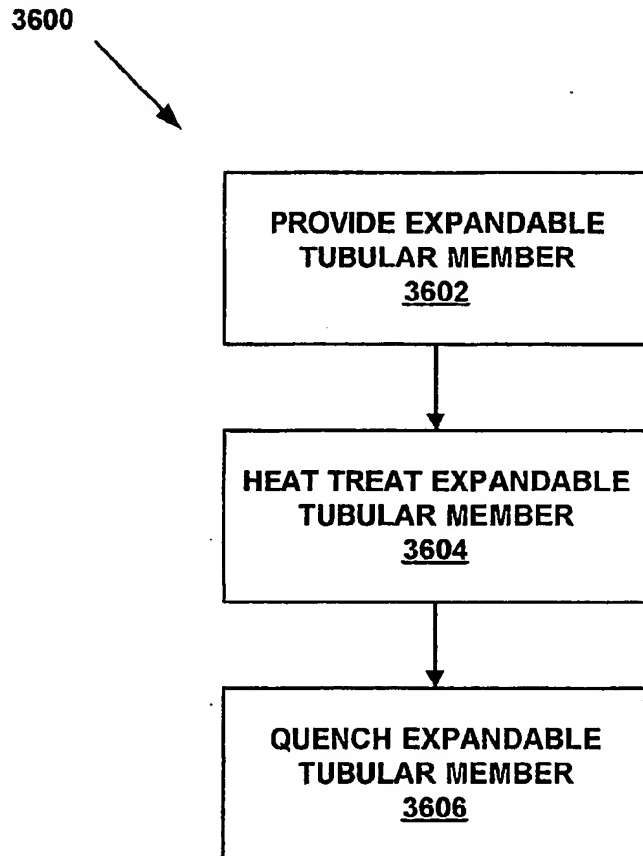 3600
PROVIDE EXPANDABLE
TUBULAR MEMBER
3602
HEAT TREAT EXPANDABLE
TUBULAR MEMBER
3604
QUENCH EXPANDABLE
TUBULAR MEMBER
3606